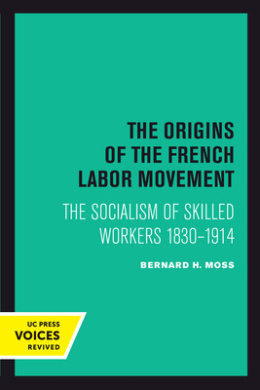 THE ORIGINS
OF THE FRENCH
LABOR MOVEMENT
THE SOCIALISM OF SKILLED
WORKERS 1830–1914
BERNARD H. MOSS
UC PRESS
VOICES
REVIVED